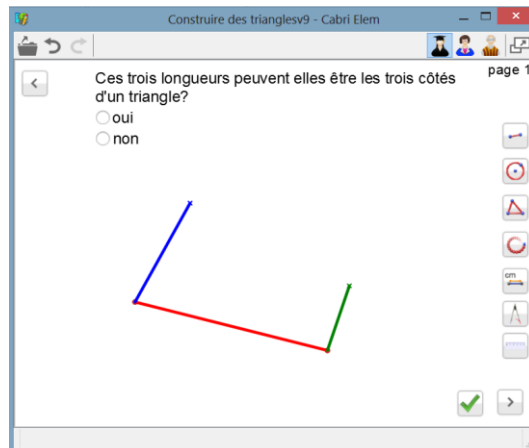 Construire des trianglesv9 - Cabri Elem
page 1
Ces trois longueurs peuvent elles être les trois côtés
d'un triangle?
oui
non
cm